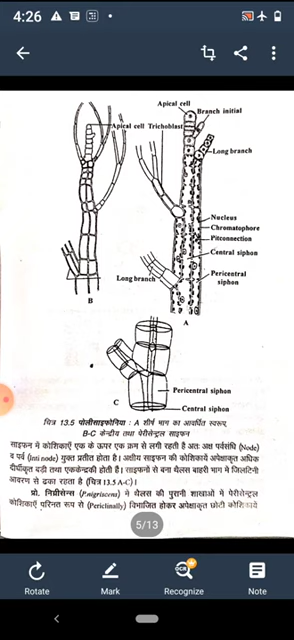 4:26
Apical cell
Branch initial
Apical cell Trichoblast
Long branch
Nucleus
Chromatophore
Pitconnection
Central siphon
Long branch
Pericentral siphon
B
A
Pericentral siphon
C
Central siphon
चित्र 13.5 पोलीसाइफोनिया : A शीर्ष भाग का आवर्धित स्वरूप,
B-C केन्द्रीय तथा पेरीसेन्ट्रल साइफन
साइफन में कोशिकाऐं एक के ऊपर एक क्रम से लगी रहती है अतः अक्ष पर्वसंधि (Node)
व पर्व (Inti node) युक्त प्रतीत होता है। अक्षीय साइफन की कोशिकायें अपेक्षाकृत अधिक
दीर्घीकृत बड़ी तथा एककेन्द्रकी होती है। साइफनों से बना थैलस बाहरी भाग में जिलेटिनी
आवरण से ढका रहता है (चित्र 13.5 A-C)।
प्रो. निग्रीसेन्स (P.nigriscens) में थैलस की पुरानी शाखाओं में पेरीसेन्ट्रल
कोशिकाऐं परिनत रूप से (Periclinally) विभाजित होकर अपेक्षाकृत छोटी कोशिकायें
5/13
OCR
Rotate
Mark
Recognize
Note